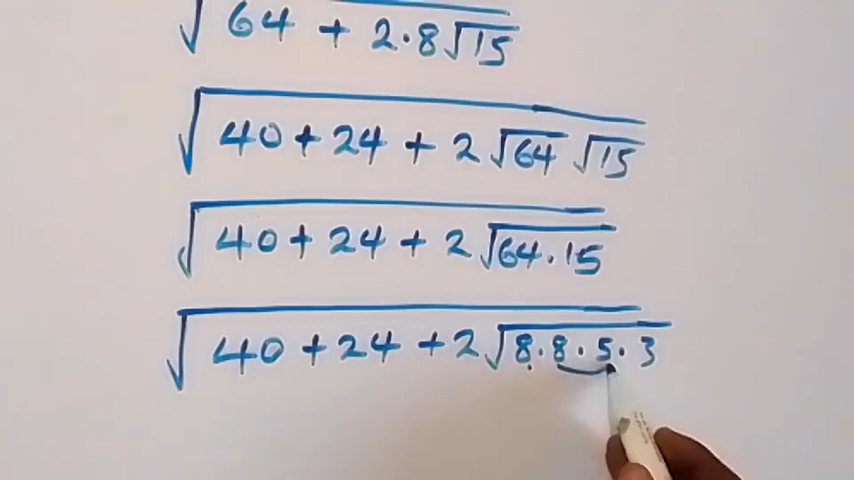 √(64 + 2·8√15)
√(40 + 24 + 2√64 √15)
√(40 + 24 + 2√(64·15))
√(40 + 24 + 2√(8·8·5·3))